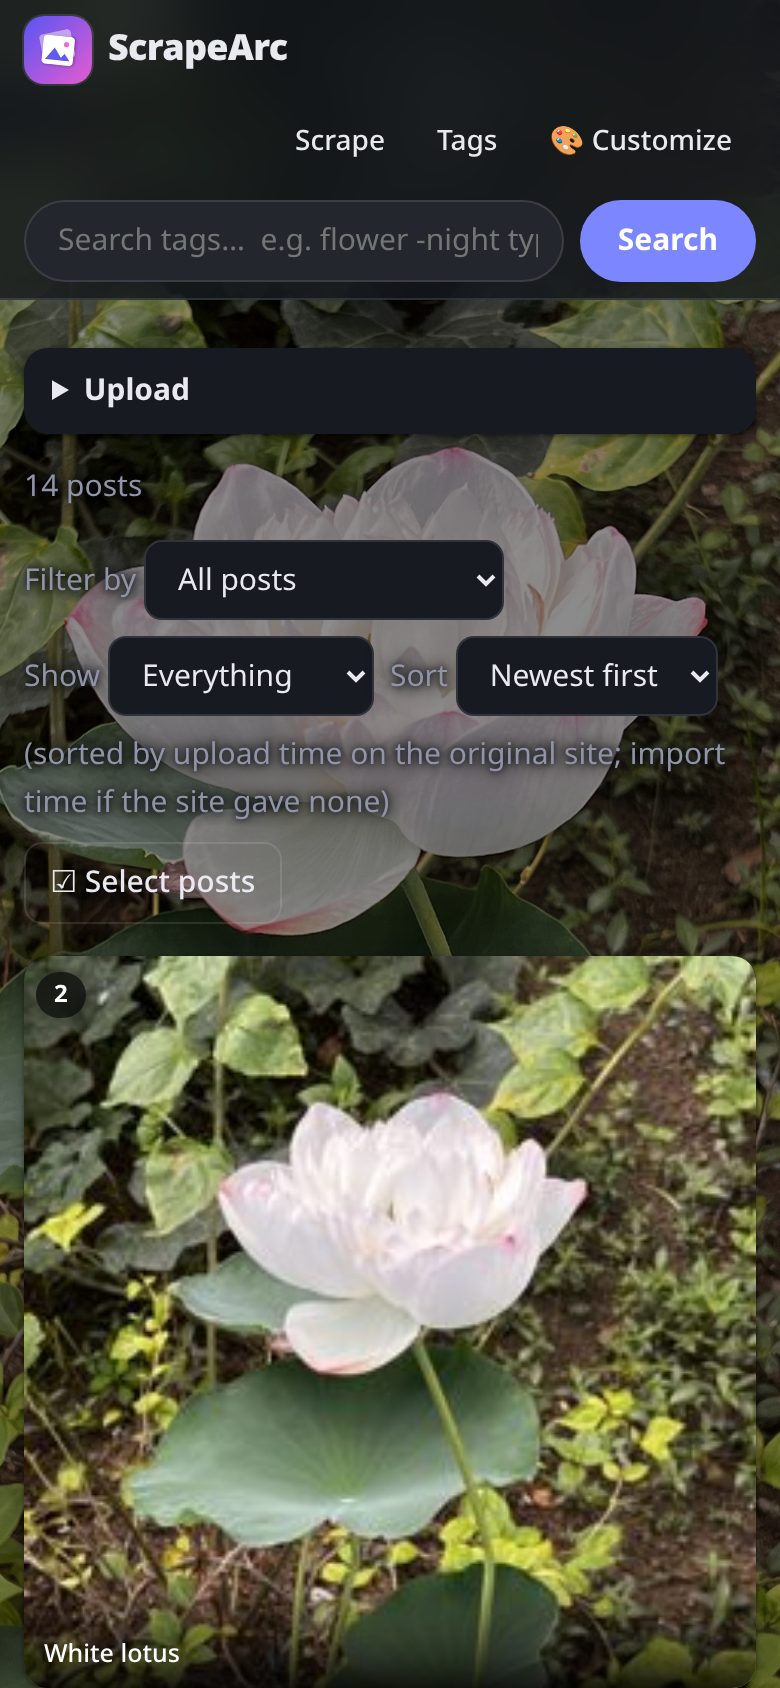 ScrapeArc
Scrape Tags 🎨 Customize
Search tags... e.g. flower -night Search
▶ Upload
14 posts
Filter by All posts
Show Everything Sort Newest first
(sorted by upload time on the original site; import
time if the site gave none)
☑ Select posts
2
White lotus